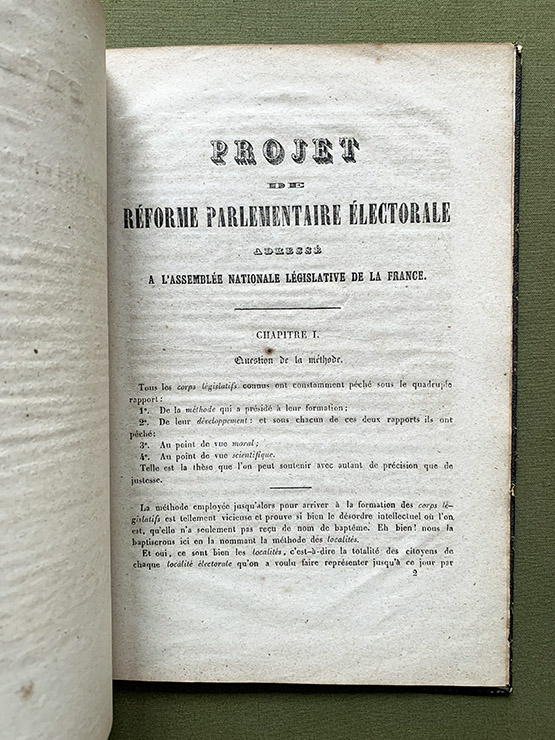 PROJET
DE
RÉFORME PARLEMENTAIRE ÉLECTORALE
ADRESSÉ
A L'ASSEMBLÉE NATIONALE LÉGISLATIVE DE LA FRANCE.
CHAPITRE I.
Question de la méthode.
Tous les corps législatifs connus ont constamment péché sous le quadruple
rapport :
1°. De la méthode qui a présidé à leur formation ;
2°. De leur développement : et sous chacun de ces deux rapports ils ont
péché :
3°. Au point de vue moral ;
4°. Au point de vue scientifique.
Telle est la thèse que l'on peut soutenir avec autant de précision que de
justesse.
La méthode employée jusqu'alors pour arriver à la formation des corps lé-
gislatifs est tellement vicieuse et prouve si bien le désordre intellectuel où l'on
est, qu'elle n'a seulement pas reçu de nom de baptême. Eh bien! nous la
baptiserons ici en la nommant la méthode des localités.
Et oui, ce sont bien les localités, c'est-à-dire la totalité des citoyens de
chaque localité électorale qu'on a voulu faire représenter jusqu'à ce jour par
2